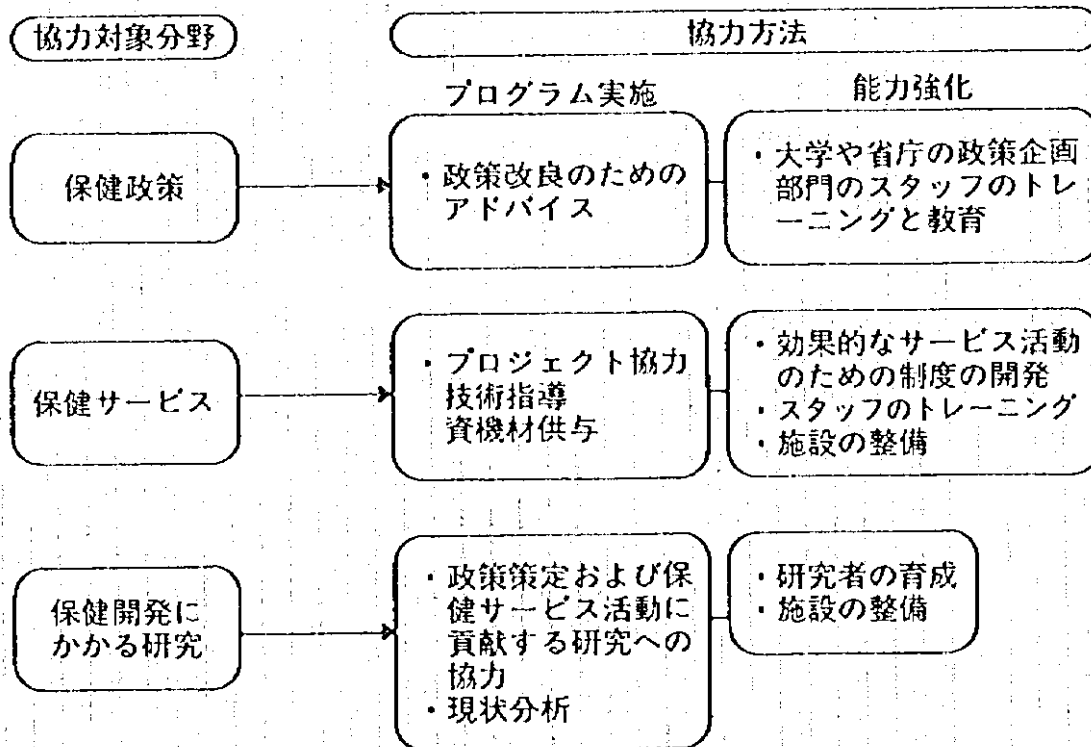 協力対象分野
協力方法
プログラム実施
能力強化
保健政策
・政策改良のための
アドバイス
・大学や省庁の政策企画
部門のスタッフのトレ
ーニングと教育
保健サービス
・プロジェクト協力
技術指導
資機材供与
・効果的なサービス活動
のための制度の開発
・スタッフのトレーニング
・施設の整備
保健開発に
かかる研究
・政策策定および保
健サービス活動に
貢献する研究への
協力
・現状分析
・研究者の育成
・施設の整備